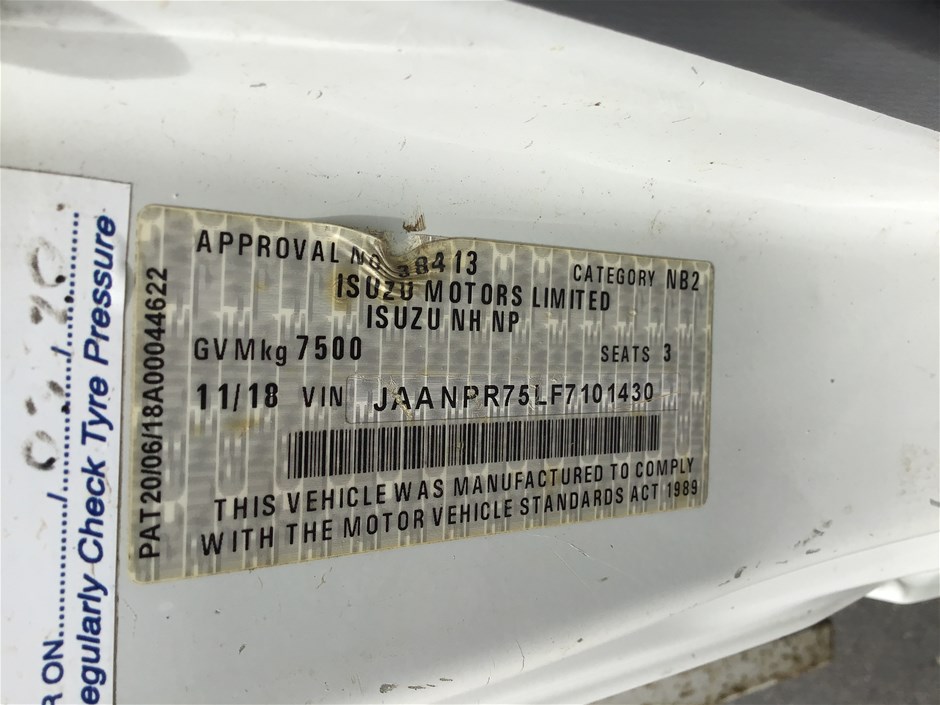 APPROVAL NO 38413
CATEGORY NB2
ISUZU MOTORS LIMITED
ISUZU NH NP
GVMkg 7500
SEATS 3
11/18 VIN JAANPR75LF7101430
THIS VEHICLE WAS MANUFACTURED TO COMPLY
WITH THE MOTOR VEHICLE STANDARDS ACT 1989
PAT20/06/18A00044622
ON
Check Tyre Pressure